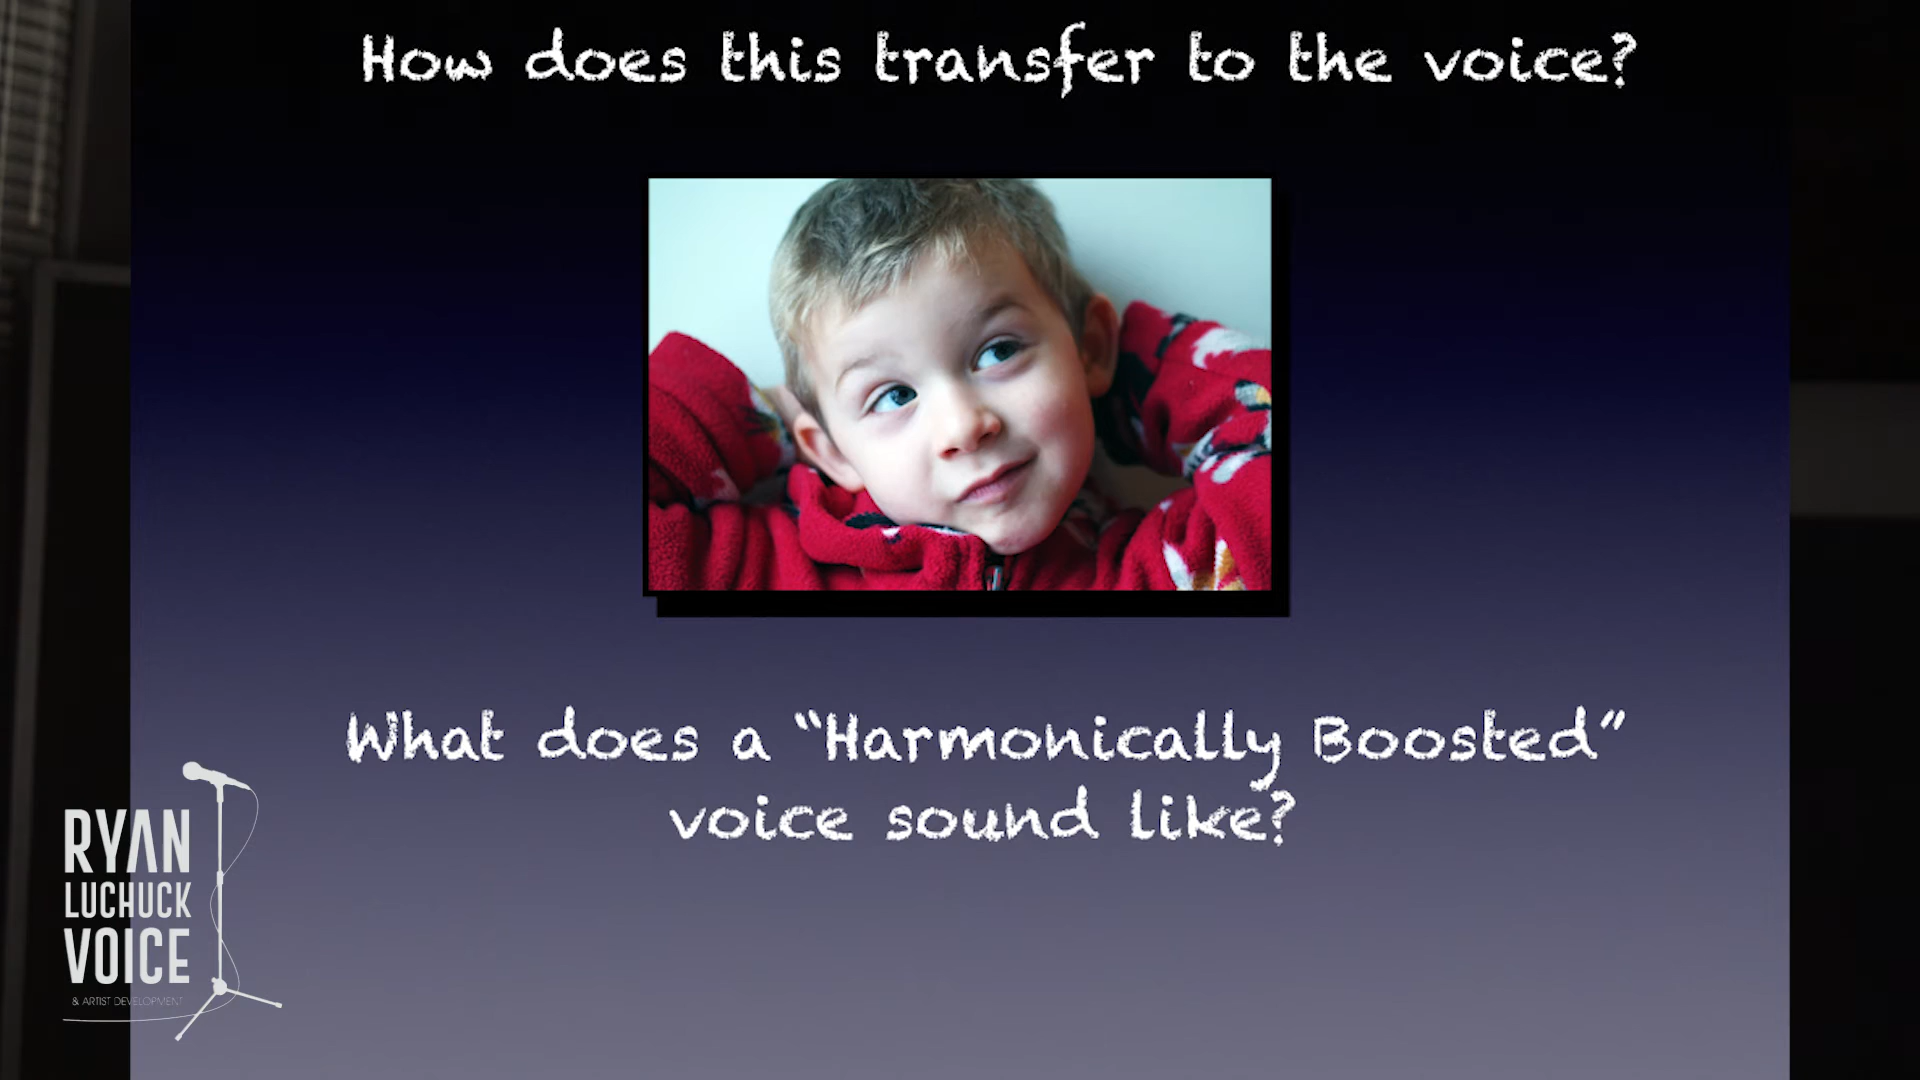 How does this transfer to the voice?
What does a “Harmonically Boosted”
voice sound like?
RYAN
LUCHUCK
VOICE
& ARTIST DEVELOPMENT